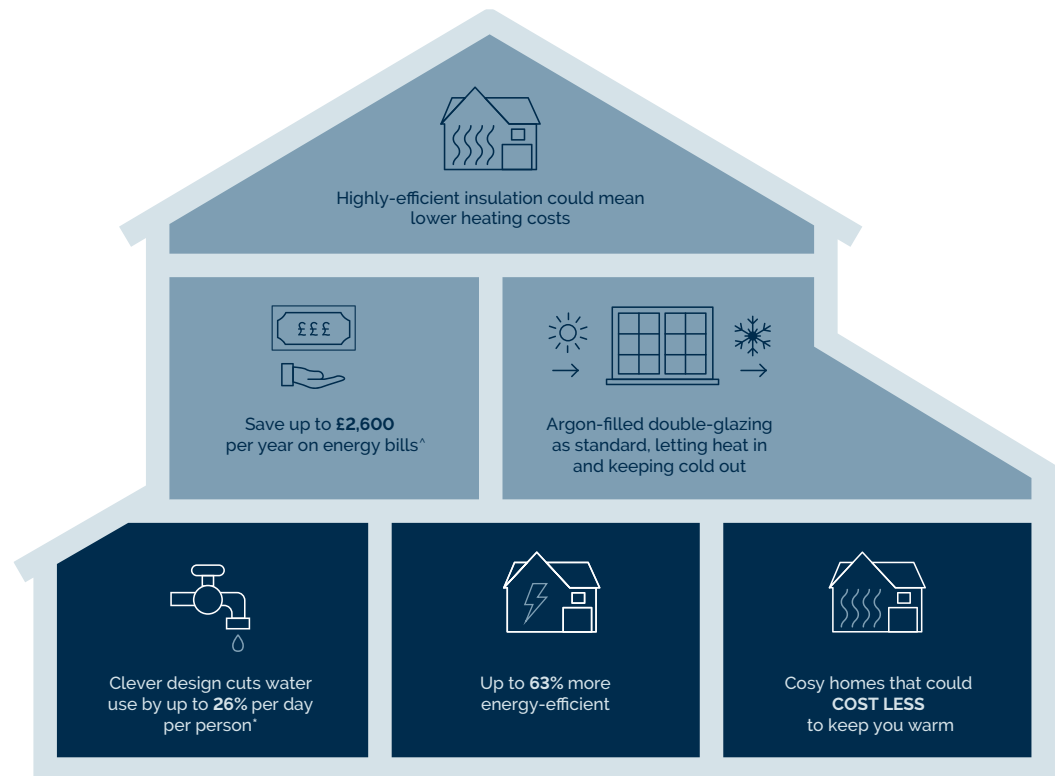 Highly-efficient insulation could mean
lower heating costs
£££
Save up to £2,600
per year on energy bills^
Argon-filled double-glazing
as standard, letting heat in
and keeping cold out
Clever design cuts water
use by up to 26% per day
per person*
Up to 63% more
energy-efficient
Cosy homes that could
COST LESS
to keep you warm